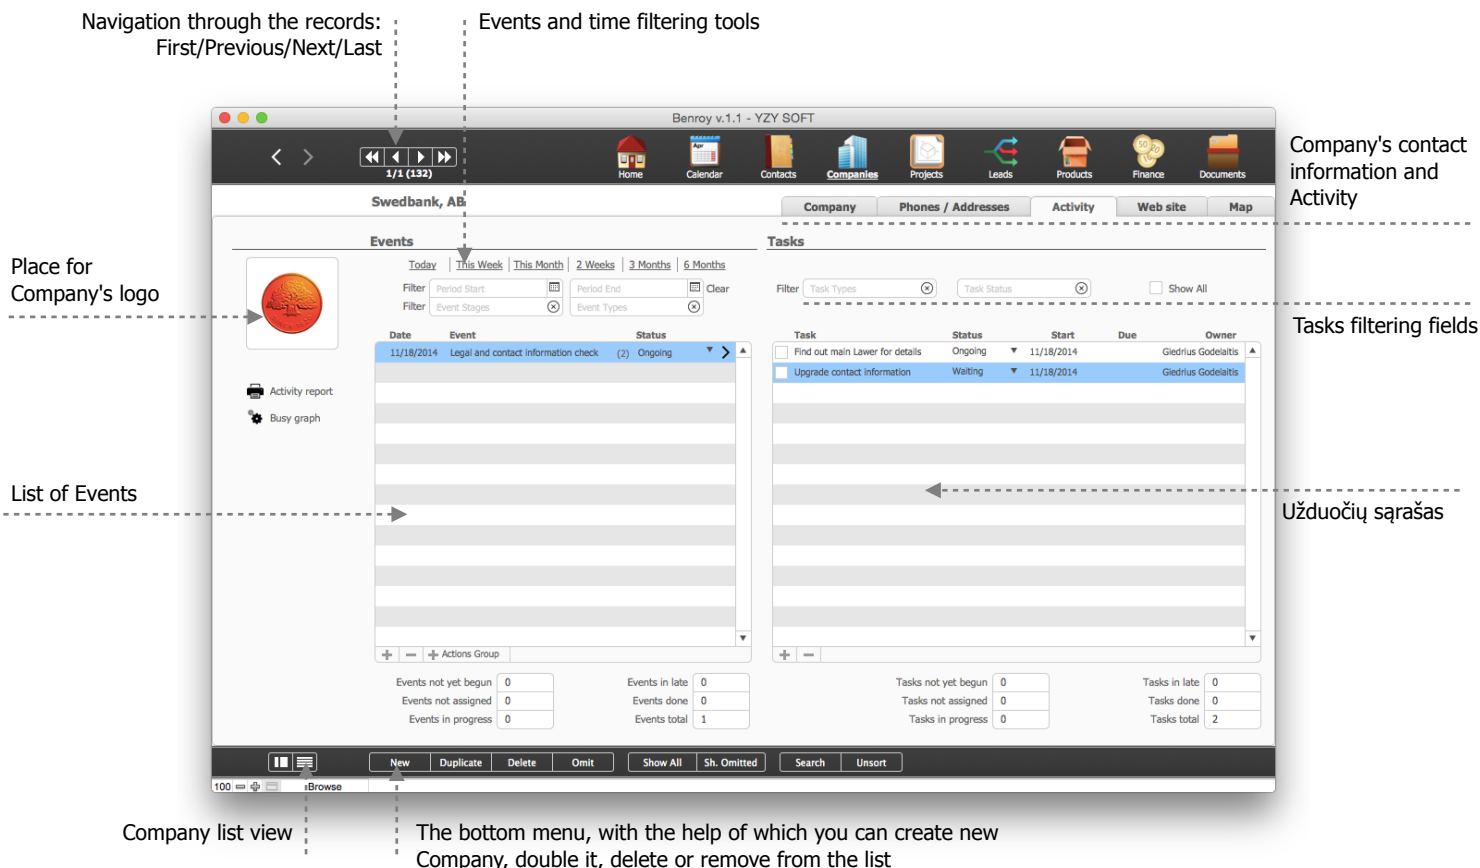 Navigation through the records:
First/Previous/Next/Last
Events and time filtering tools
Benroy v.1.1 - YZY SOFT
1/1 (132)
Home
Apr
Calendar
Contacts
Companies
Projects
Leads
Products
Finance
Documents
Company's contact
information and
Activity
Swedbank, AB
Company
Phones / Addresses
Activity
Web site
Map
Events
Tasks
Place for
Company's logo
Today | This Week | This Month | 2 Weeks | 3 Months | 6 Months
Filter Period Start Period End Clear
Filter Event Stages Event Types
Filter Task Types Task Status Show All
Tasks filtering fields
Date Event Status
11/18/2014 Legal and contact information check (2) Ongoing
Task Status Start Due Owner
Find out main Lawer for details Ongoing 11/18/2014 Giedrius Godelaitis
Upgrade contact information Waiting 11/18/2014 Giedrius Godelaitis
Activity report
Busy graph
List of Events
Užduočių sąrašas
Actions Group
Events not yet begun 0 Events in late 0
Events not assigned 0 Events done 0
Events in progress 0 Events total 1
Tasks not yet begun 0 Tasks in late 0
Tasks not assigned 0 Tasks done 0
Tasks in progress 0 Tasks total 2
New Duplicate Delete Omit Show All Sh. Omitted Search Unsort
100 Browse
Company list view
The bottom menu, with the help of which you can create new
Company, double it, delete or remove from the list